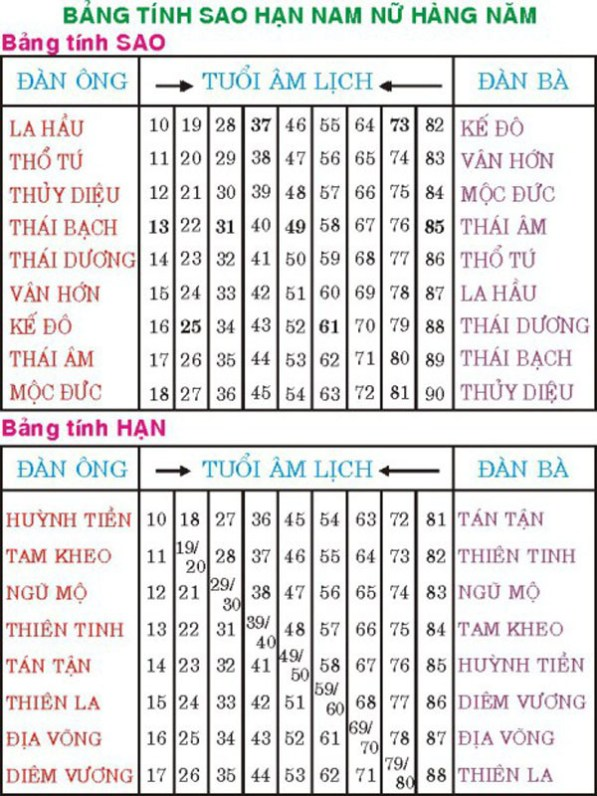 BẢNG TÍNH SAO HẠN NAM NỮ HÀNG NĂM
Bảng tính SAO
ĐÀN ÔNG TUỔI ÂM LỊCH ĐÀN BÀ
LA HẦU 10 19 28 37 46 55 64 73 82 KẾ ĐÔ
THỔ TÚ 11 20 29 38 47 56 65 74 83 VÂN HỚN
THỦY DIỆU 12 21 30 39 48 57 66 75 84 MỘC ĐỨC
THÁI BẠCH 13 22 31 40 49 58 67 76 85 THÁI ÂM
THÁI DƯƠNG 14 23 32 41 50 59 68 77 86 THỔ TÚ
VÂN HỚN 15 24 33 42 51 60 69 78 87 LA HẦU
KẾ ĐÔ 16 25 34 43 52 61 70 79 88 THÁI DƯƠNG
THÁI ÂM 17 26 35 44 53 62 71 80 89 THÁI BẠCH
MỘC ĐỨC 18 27 36 45 54 63 72 81 90 THỦY DIỆU
Bảng tính HẠN
ĐÀN ÔNG TUỔI ÂM LỊCH ĐÀN BÀ
HUỲNH TIỀN 10 18 27 36 45 54 63 72 81 TÁN TẬN
TAM KHEO 11 19/20 28 37 46 55 64 73 82 THIÊN TINH
NGŨ MỘ 12 21 29/30 38 47 56 65 74 83 NGŨ MỘ
THIÊN TINH 13 22 31 39/40 48 57 66 75 84 TAM KHEO
TÁN TẬN 14 23 32 41 49/50 58 67 76 85 HUỲNH TIỀN
THIÊN LA 15 24 33 42 51 59/60 68 77 86 DIÊM VƯƠNG
ĐỊA VÕNG 16 25 34 43 52 61 69/70 78 87 ĐỊA VÕNG
DIÊM VƯƠNG 17 26 35 44 53 62 71 79/80 88 THIÊN LA